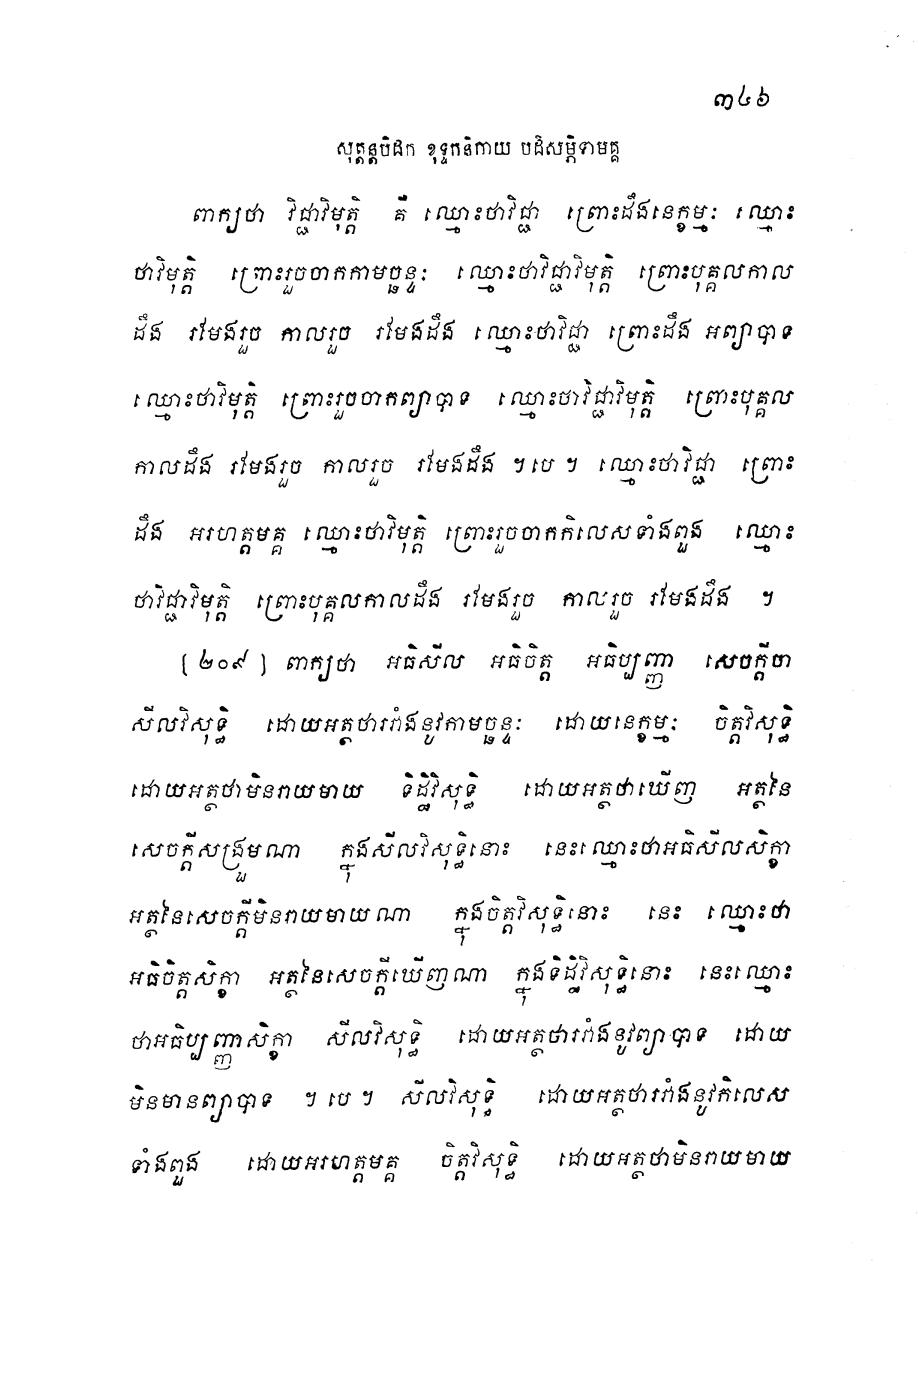 ៣៤៦
សុត្តន្តបិដក ខុទ្ទកនិកាយ បដិសម្ភិទាមគ្គ
ពាក្យថា វិជ្ជាវិមុត្តិ គឺ ឈ្មោះថាវិជ្ជា ព្រោះដឹងនេក្ខម្មៈ ឈ្មោះ
ថាវិមុត្តិ ព្រោះរួចចាកកាមច្ឆន្ទៈ ឈ្មោះថាវិជ្ជាវិមុត្តិ ព្រោះបុគ្គលកាល
ដឹង រមែងរួច កាលរួច រមែងដឹង ឈ្មោះថាវិជ្ជា ព្រោះដឹង អព្យាបាទ
ឈ្មោះថាវិមុត្តិ ព្រោះរួចចាកព្យាបាទ ឈ្មោះថាវិជ្ជាវិមុត្តិ ព្រោះបុគ្គល
កាលដឹង រមែងរួច កាលរួច រមែងដឹង ។បេ។ ឈ្មោះថាវិជ្ជា ព្រោះ
ដឹង អរហត្តមគ្គ ឈ្មោះថាវិមុត្តិ ព្រោះរួចចាកកិលេសទាំងពួង ឈ្មោះ
ថាវិជ្ជាវិមុត្តិ ព្រោះបុគ្គលកាលដឹង រមែងរួច កាលរួច រមែងដឹង ។
[២០៩] ពាក្យថា អធិសីល អធិចិត្ត អធិប្បញ្ញា សេចក្តីថា
សីលវិសុទ្ធិ ដោយអត្ថថារារាំងនូវកាមច្ឆន្ទៈ ដោយនេក្ខម្មៈ ចិត្តវិសុទ្ធិ
ដោយអត្ថថាមិនរាយមាយ ទិដ្ឋិវិសុទ្ធិ ដោយអត្ថថាឃើញ អត្ថនៃ
សេចក្តីសង្រួមណា ក្នុងសីលវិសុទ្ធិនោះ នេះឈ្មោះថាអធិសីលសិក្ខា
អត្ថនៃសេចក្តីមិនរាយមាយណា ក្នុងចិត្តវិសុទ្ធិនោះ នេះ ឈ្មោះថា
អធិចិត្តសិក្ខា អត្ថនៃសេចក្តីឃើញណា ក្នុងទិដ្ឋិវិសុទ្ធិនោះ នេះឈ្មោះ
ថាអធិប្បញ្ញាសិក្ខា សីលវិសុទ្ធិ ដោយអត្ថថារារាំងនូវព្យាបាទ ដោយ
មិនមានព្យាបាទ ។បេ។ សីលវិសុទ្ធិ ដោយអត្ថថារារាំងនូវកិលេស
ទាំងពួង ដោយអរហត្តមគ្គ ចិត្តវិសុទ្ធិ ដោយអត្ថថាមិនរាយមាយ